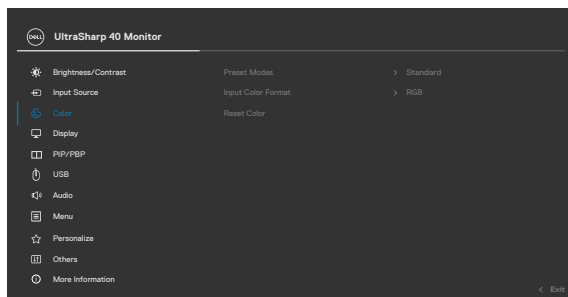 DELL UltraSharp 40 Monitor
Brightness/Contrast Preset Modes > Standard
Input Source Input Color Format > RGB
Color Reset Color
Display
PIP/PBP
USB
Audio
Menu
Personalize
Others
More Information
< Exit